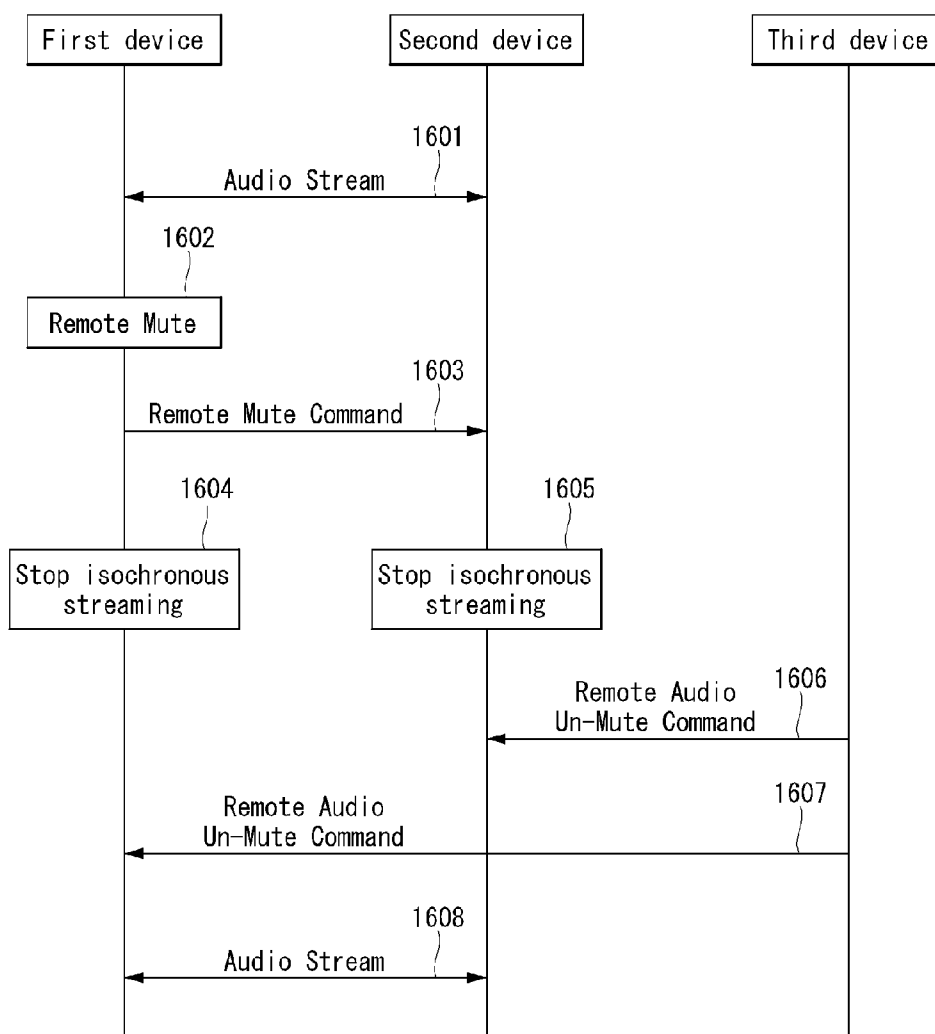 First device
Second device
Third device
1601
Audio Stream
1602
Remote Mute
1603
Remote Mute Command
1604
1605
Stop isochronous
streaming
Stop isochronous
streaming
1606
Remote Audio
Un-Mute Command
1607
Remote Audio
Un-Mute Command
1608
Audio Stream